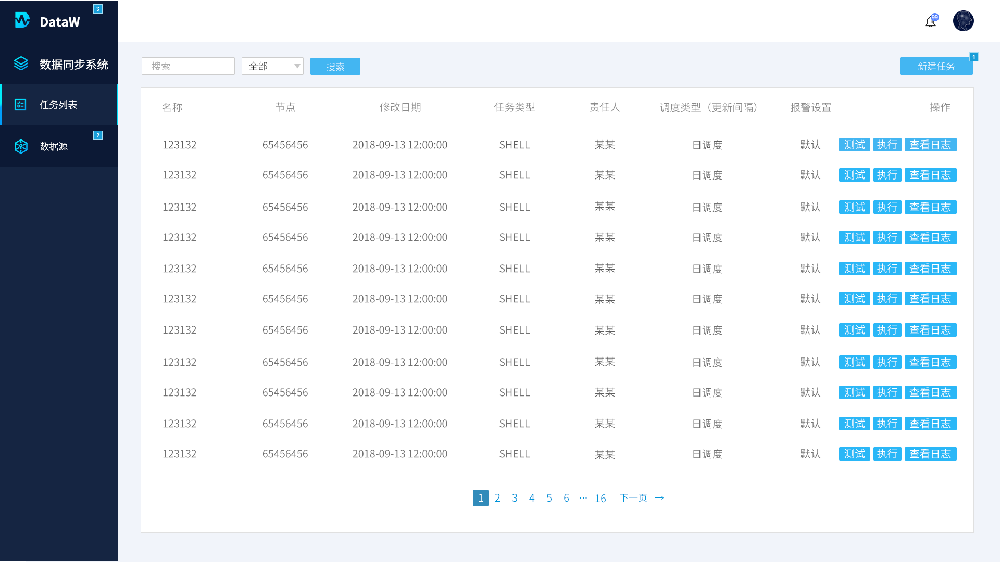 3
DataW
99
数据同步系统
任务列表
2
数据源
搜索 全部 搜索 新建任务 1
名称 节点 修改日期 任务类型 责任人 调度类型（更新间隔） 报警设置 操作
123132 65456456 2018-09-13 12:00:00 SHELL 某某 日调度 默认 测试 执行 查看日志
123132 65456456 2018-09-13 12:00:00 SHELL 某某 日调度 默认 测试 执行 查看日志
123132 65456456 2018-09-13 12:00:00 SHELL 某某 日调度 默认 测试 执行 查看日志
123132 65456456 2018-09-13 12:00:00 SHELL 某某 日调度 默认 测试 执行 查看日志
123132 65456456 2018-09-13 12:00:00 SHELL 某某 日调度 默认 测试 执行 查看日志
123132 65456456 2018-09-13 12:00:00 SHELL 某某 日调度 默认 测试 执行 查看日志
123132 65456456 2018-09-13 12:00:00 SHELL 某某 日调度 默认 测试 执行 查看日志
123132 65456456 2018-09-13 12:00:00 SHELL 某某 日调度 默认 测试 执行 查看日志
123132 65456456 2018-09-13 12:00:00 SHELL 某某 日调度 默认 测试 执行 查看日志
123132 65456456 2018-09-13 12:00:00 SHELL 某某 日调度 默认 测试 执行 查看日志
123132 65456456 2018-09-13 12:00:00 SHELL 某某 日调度 默认 测试 执行 查看日志
1 2 3 4 5 6 ··· 16 下一页 →